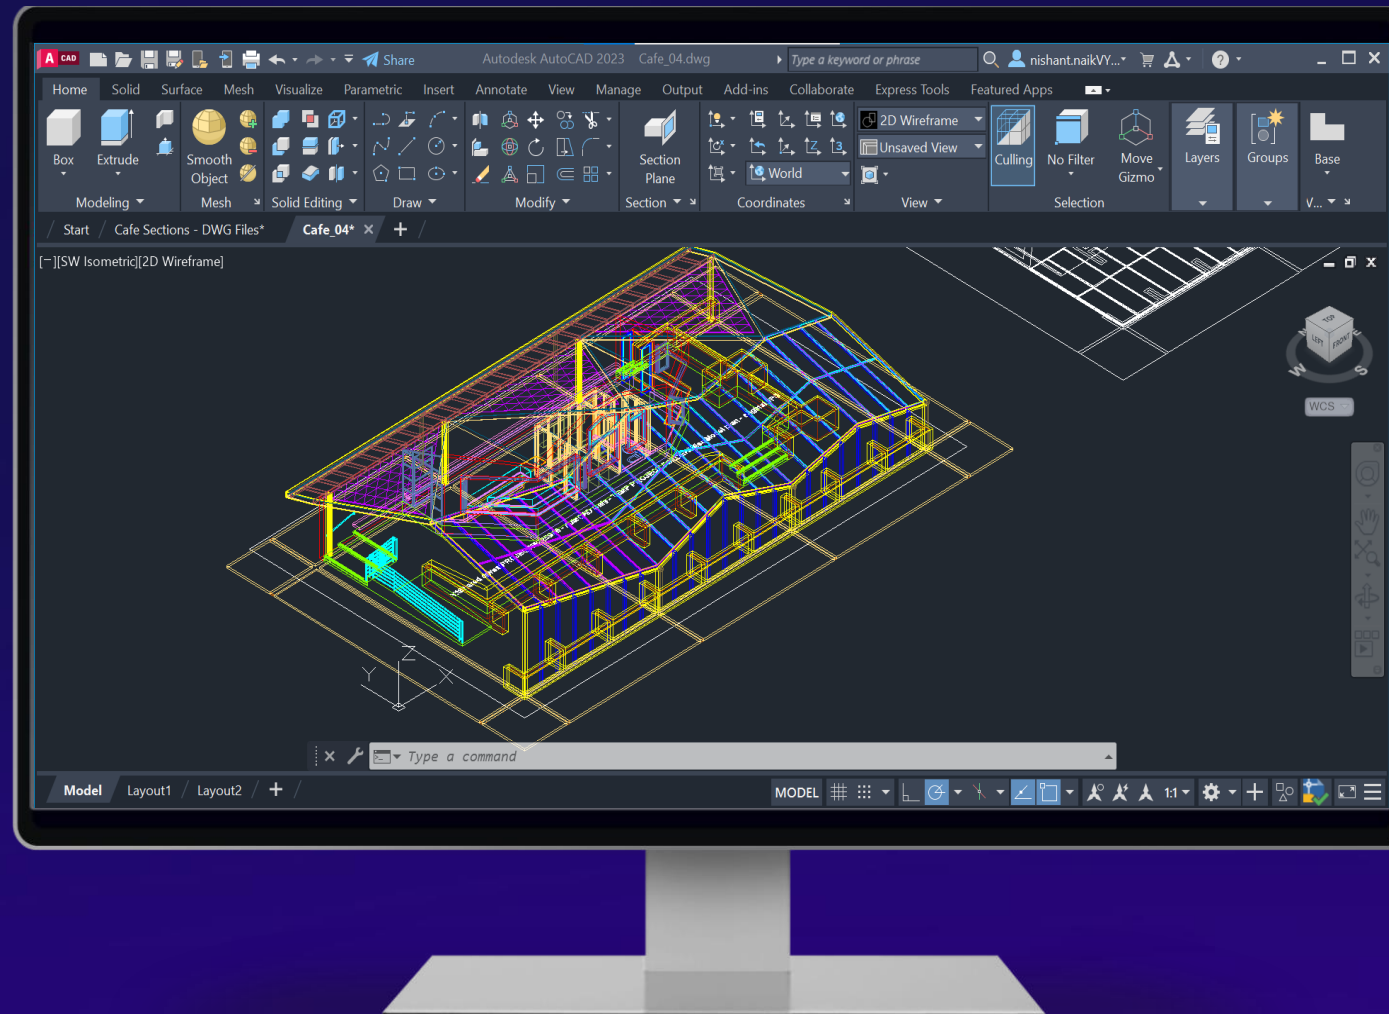 A CAD
Share
Autodesk AutoCAD 2023 Cafe_04.dwg
Type a keyword or phrase
nishant.naikVY...
Home Solid Surface Mesh Visualize Parametric Insert Annotate View Manage Output Add-ins Collaborate Express Tools Featured Apps
Box
Extrude
Smooth
Object
Section
Plane
World
2D Wireframe
Unsaved View
Culling
No Filter
Move
Gizmo
Layers
Groups
Base
Modeling Mesh Solid Editing Draw Modify Section Coordinates View Selection V...
Start Cafe Sections - DWG Files* Cafe_04*
[−][SW Isometric][2D Wireframe]
TOP
LEFT FRONT
W S
WCS
Z
Y X
Type a command
Model Layout1 Layout2
MODEL 1:1